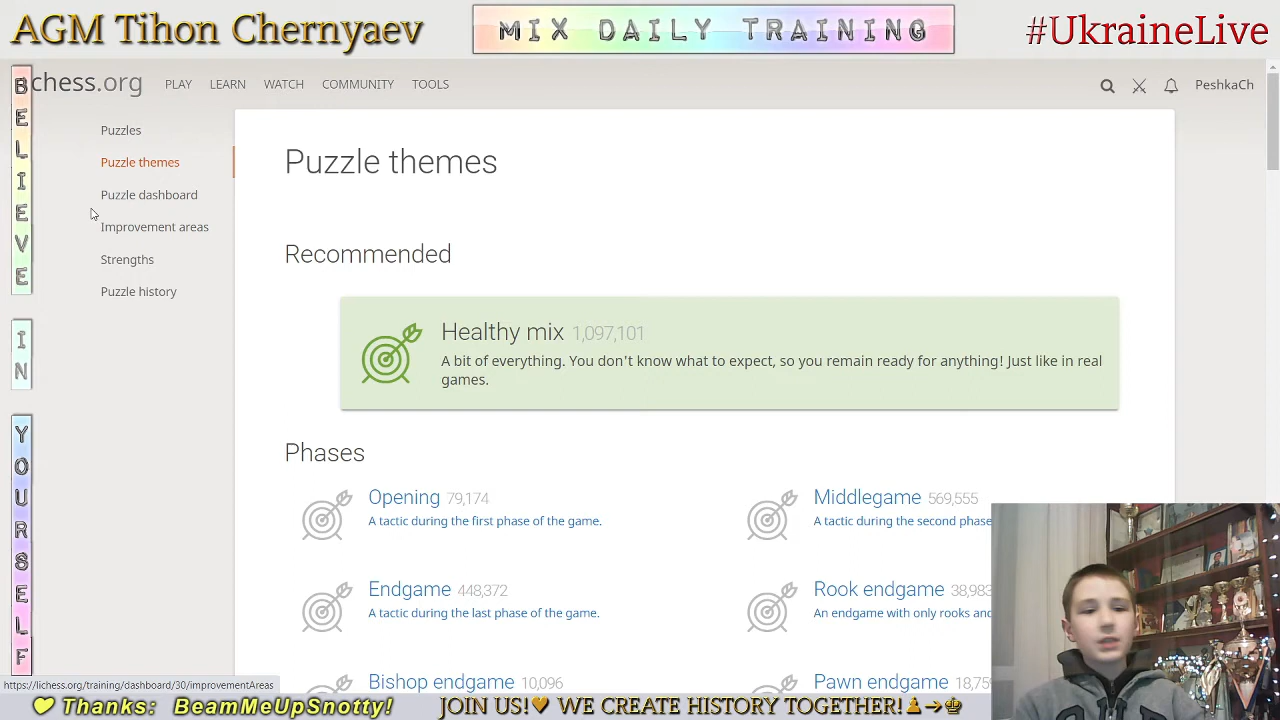 AGM Tihon Chernyaev
MIX DAILY TRAINING
#UkraineLive
BELIEVE
IN
YOURSELF
chess.org
PLAY
LEARN
WATCH
COMMUNITY
TOOLS
PeshkaCh
Puzzles
Puzzle themes
Puzzle dashboard
Improvement areas
Strengths
Puzzle history
Puzzle themes
Recommended
Healthy mix 1,097,101
A bit of everything. You don't know what to expect, so you remain ready for anything! Just like in real
games.
Phases
Opening 79,174
A tactic during the first phase of the game.
Middlegame 569,555
A tactic during the second phase
Endgame 448,372
A tactic during the last phase of the game.
Rook endgame 38,983
An endgame with only rooks and
Bishop endgame 10,096
Pawn endgame 18,759
https://lichess.org/training/dashboard/30/improvementAreas
Thanks: BeamMeUpSnotty!
JOIN US! WE CREATE HISTORY TOGETHER!